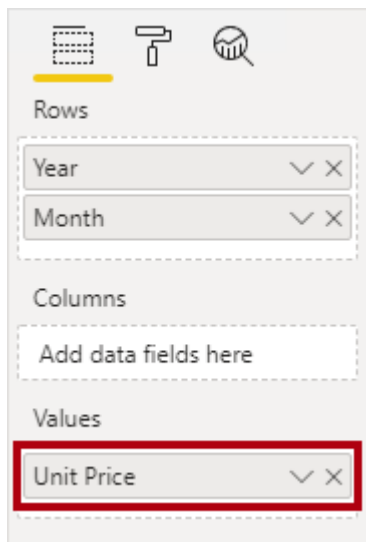 Rows
Year
Month
Columns
Add data fields here
Values
Unit Price